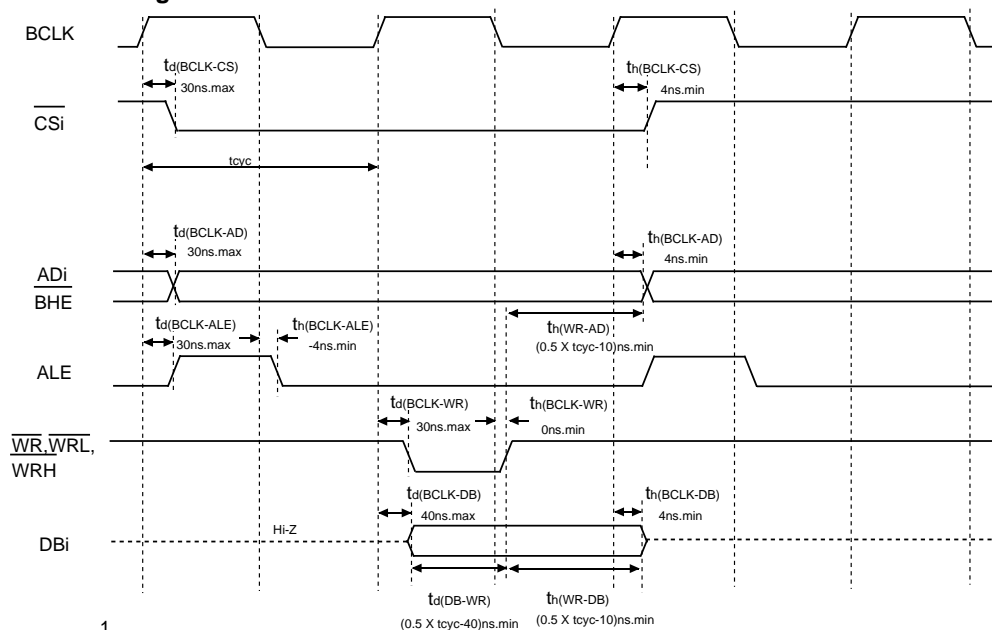 BCLK
td(BCLK-CS)
30ns.max
th(BCLK-CS)
4ns.min
CSi
tcyc
td(BCLK-AD)
30ns.max
th(BCLK-AD)
4ns.min
ADi
BHE
td(BCLK-ALE)
30ns.max
th(BCLK-ALE)
-4ns.min
th(WR-AD)
(0.5 X tcyc-10)ns.min
ALE
td(BCLK-WR)
30ns.max
th(BCLK-WR)
0ns.min
WR,WRL,
WRH
td(BCLK-DB)
40ns.max
th(BCLK-DB)
4ns.min
Hi-Z
DBi
td(DB-WR)
(0.5 X tcyc-40)ns.min
th(WR-DB)
(0.5 X tcyc-10)ns.min
1